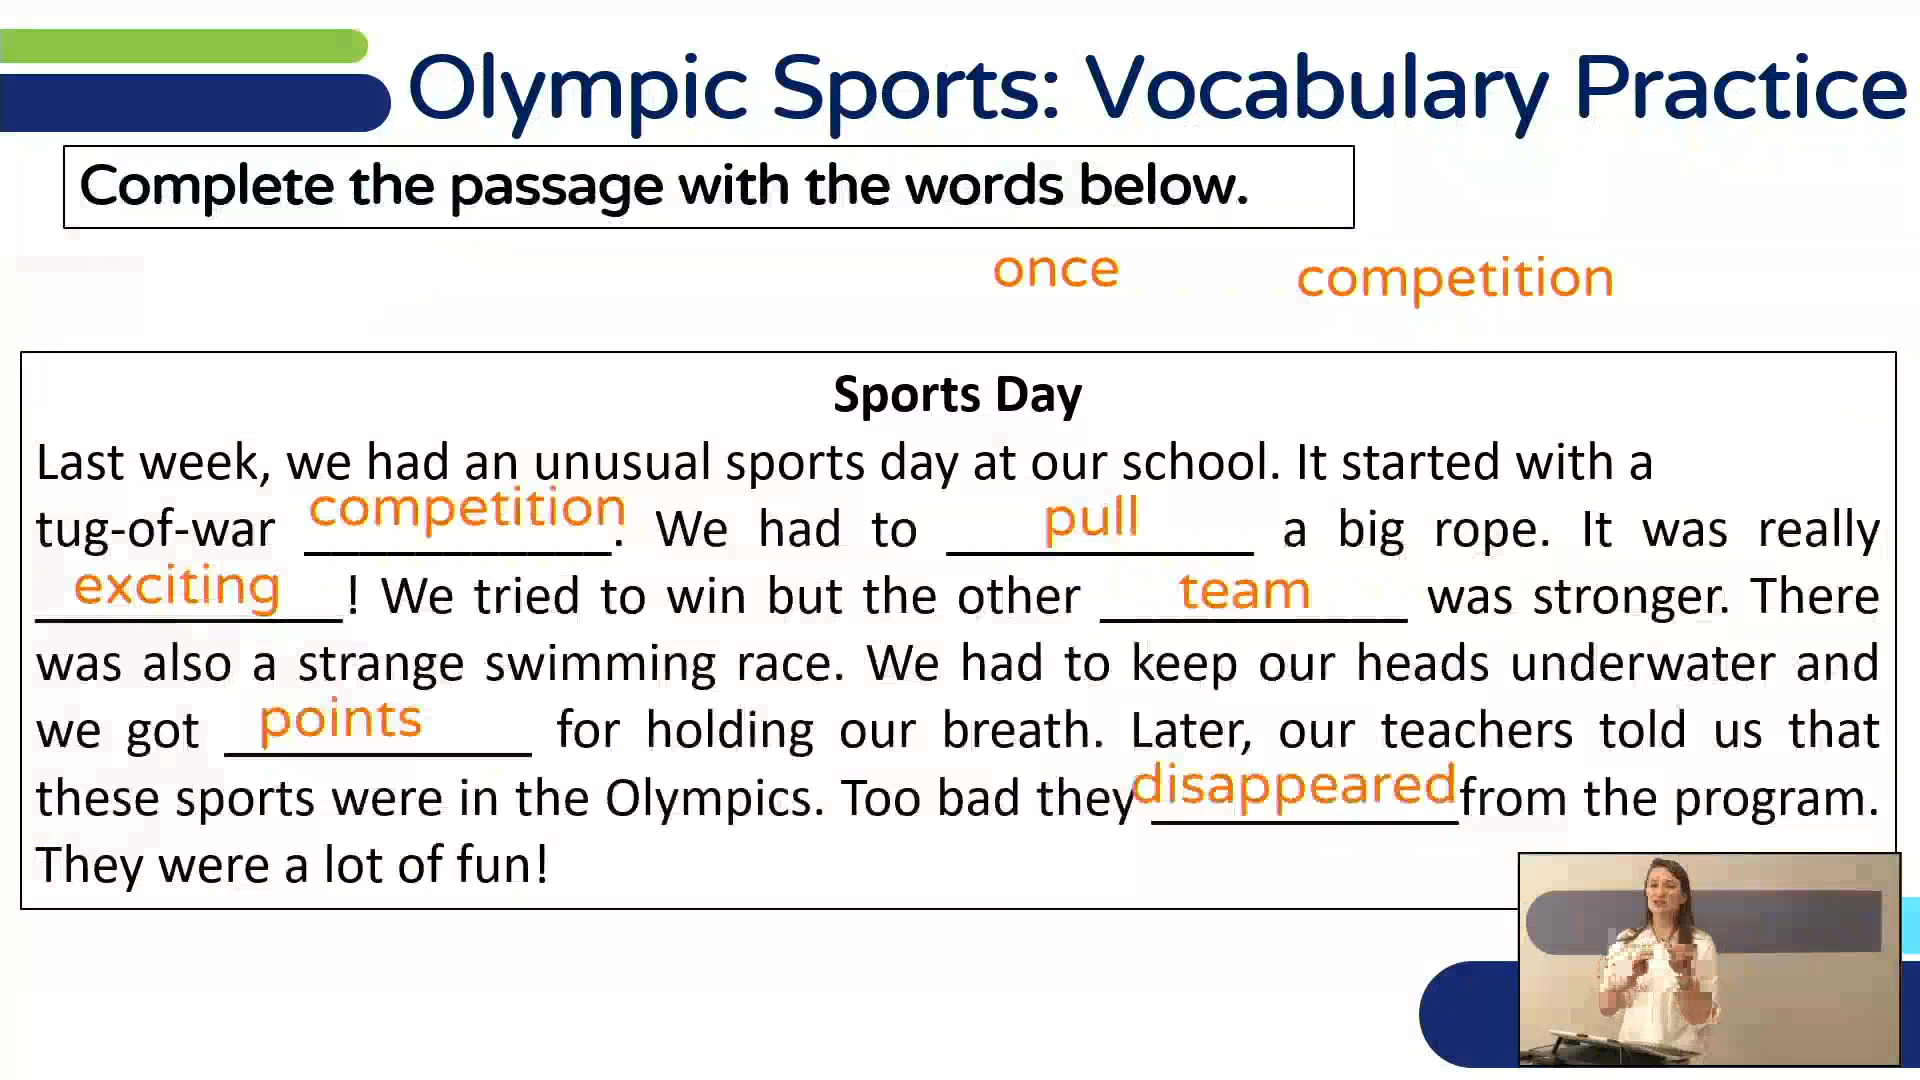 Olympic Sports: Vocabulary Practice
Complete the passage with the words below.
once competition
Sports Day
Last week, we had an unusual sports day at our school. It started with a
tug-of-war competition. We had to pull a big rope. It was really
exciting! We tried to win but the other team was stronger. There
was also a strange swimming race. We had to keep our heads underwater and
we got points for holding our breath. Later, our teachers told us that
these sports were in the Olympics. Too bad they disappeared from the program.
They were a lot of fun!